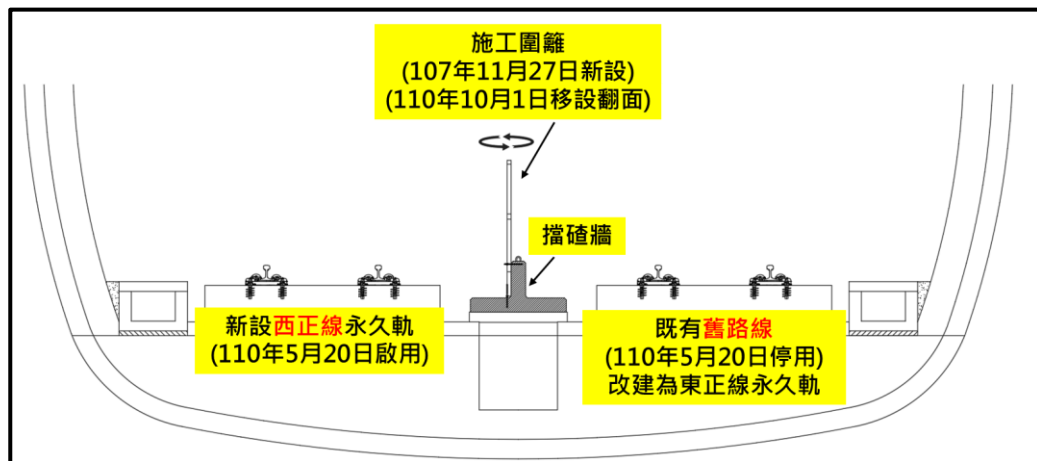 施工圍籬
(107年11月27日新設)
(110年10月1日移設翻面)
擋碴牆
新設西正線永久軌
(110年5月20日啟用)
既有舊路線
(110年5月20日停用)
改建為東正線永久軌